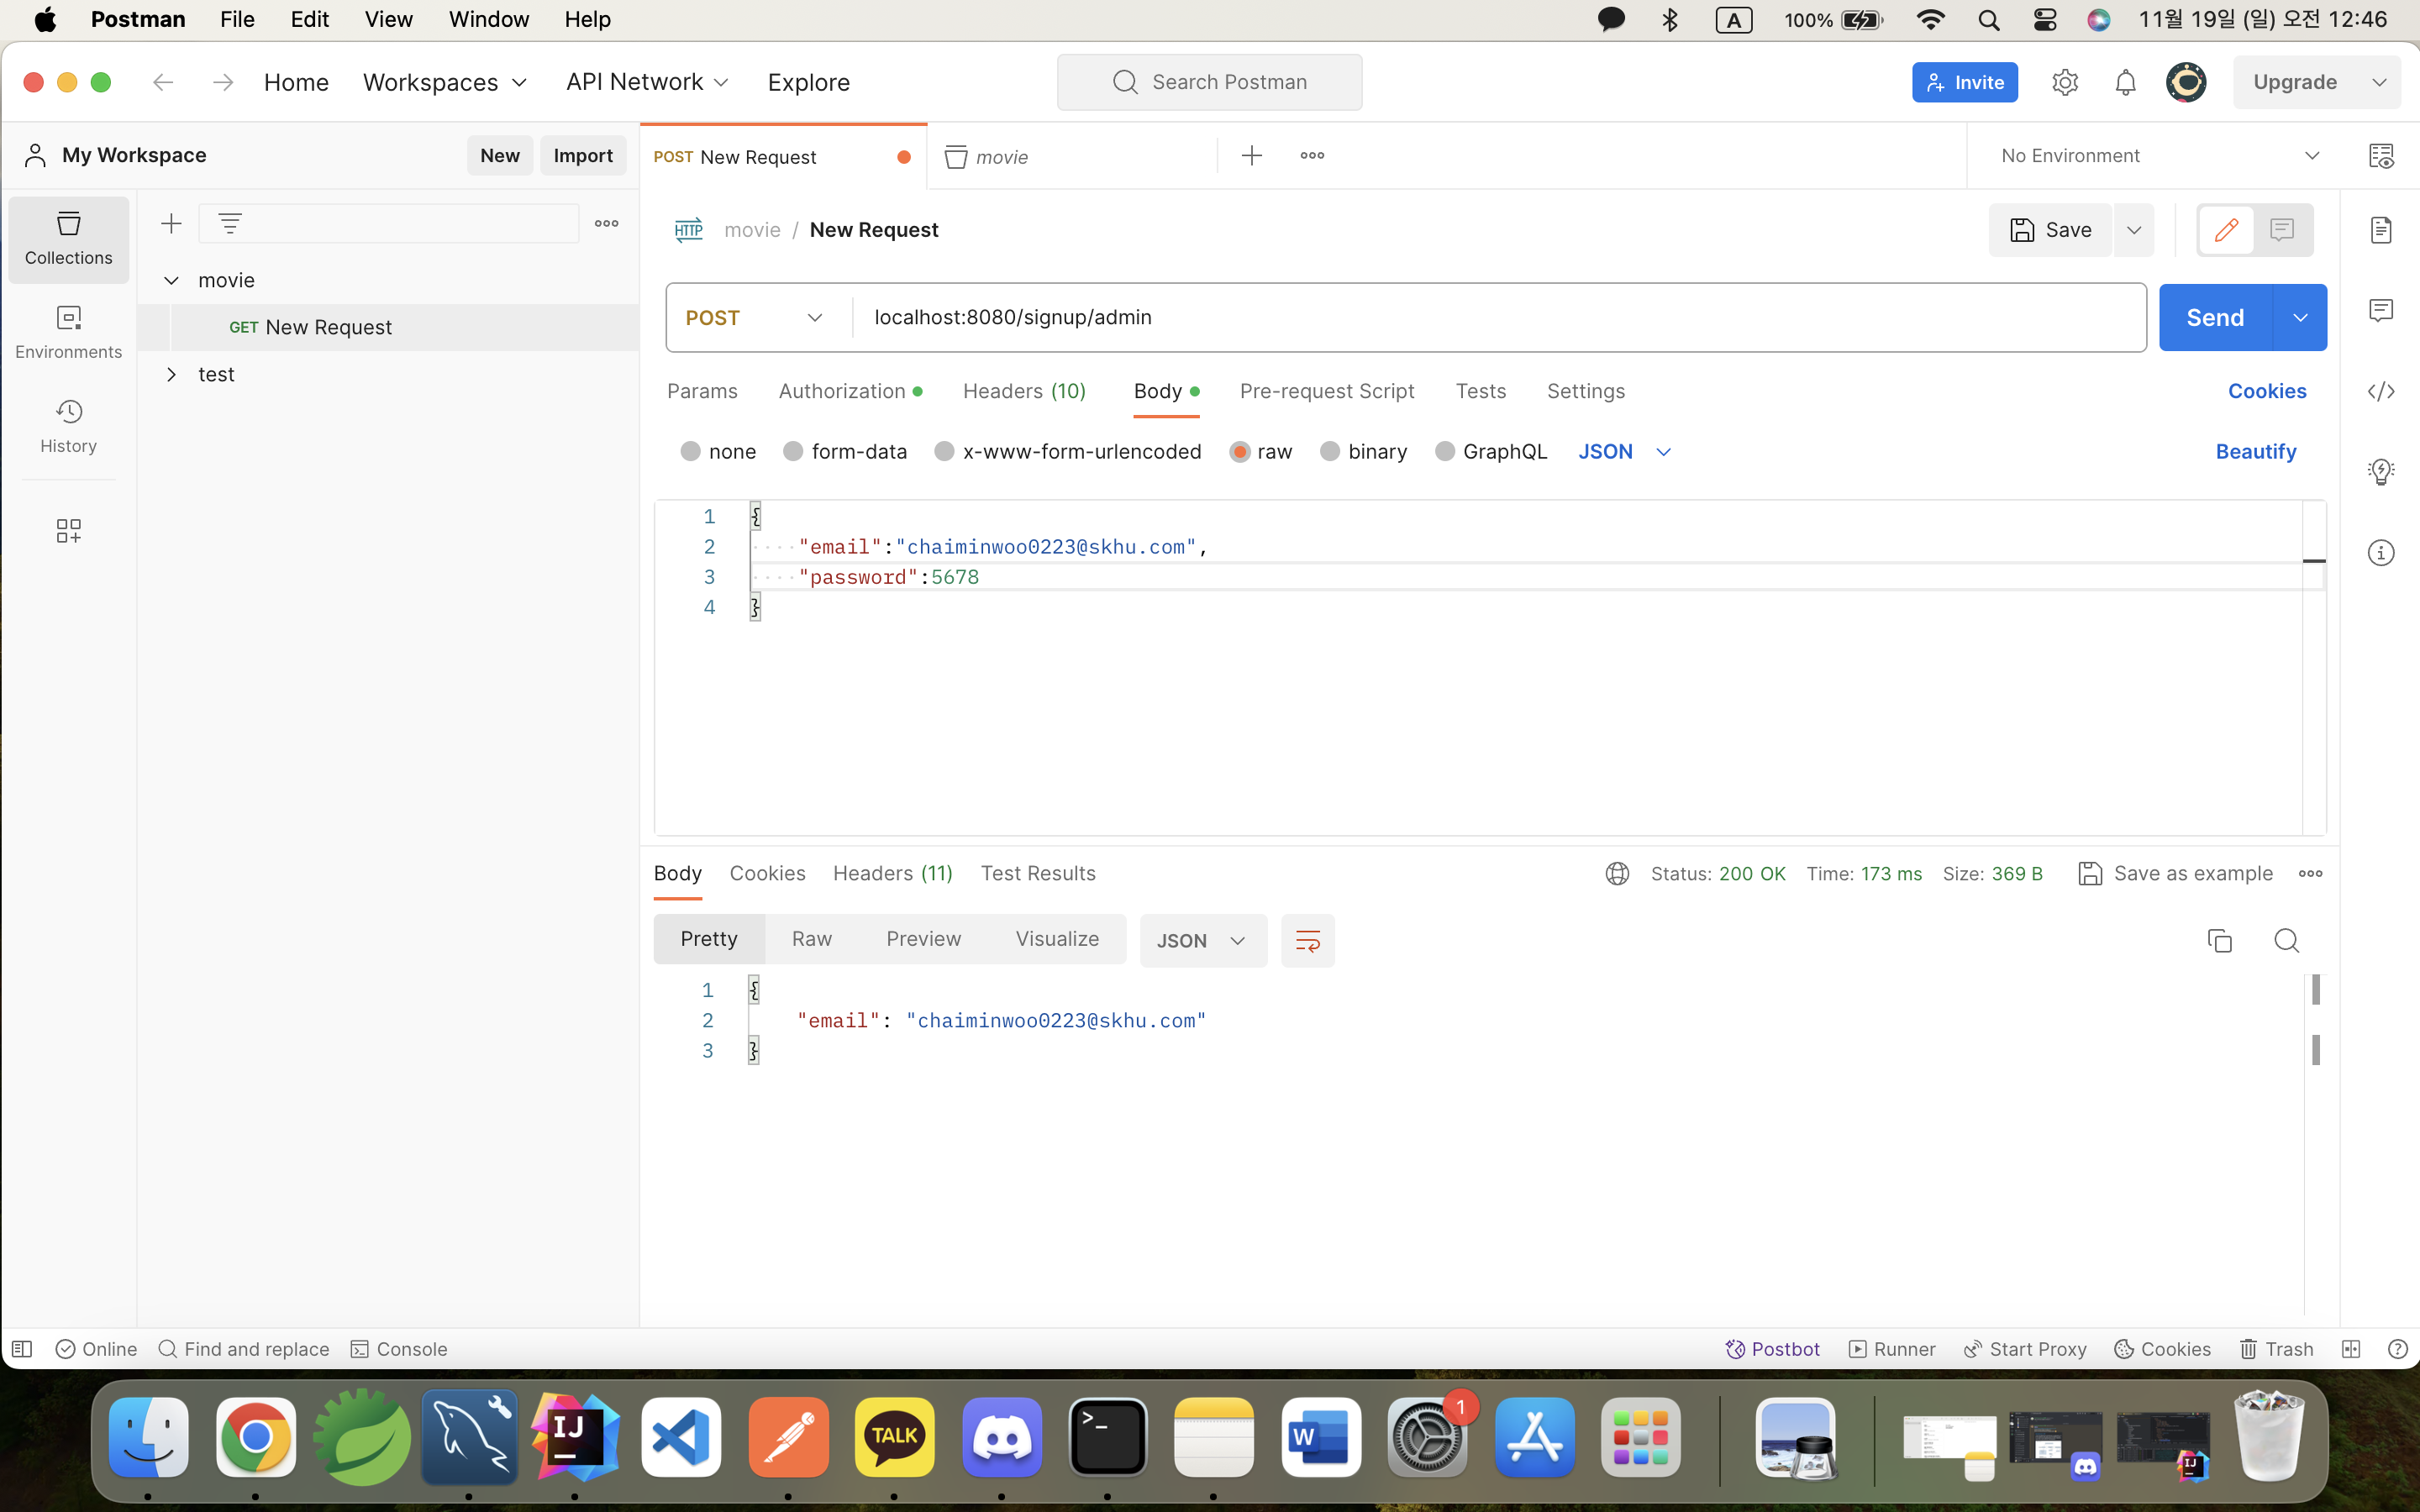 Postman File Edit View Window Help A 100% 11월 19일 (일) 오전 12:46
Home Workspaces API Network Explore Search Postman Invite Upgrade
My Workspace New Import POST New Request movie No Environment
Collections
Environments
History
movie
GET New Request
test
HTTP movie / New Request Save
POST localhost:8080/signup/admin Send
Params Authorization Headers (10) Body Pre-request Script Tests Settings Cookies
none form-data x-www-form-urlencoded raw binary GraphQL JSON Beautify
1 {
2 "email":"chaiminwoo0223@skhu.com",
3 "password":5678
4 }
Body Cookies Headers (11) Test Results Status: 200 OK Time: 173 ms Size: 369 B Save as example
Pretty Raw Preview Visualize JSON
1 {
2 "email": "chaiminwoo0223@skhu.com"
3 }
Online Find and replace Console Postbot Runner Start Proxy Cookies Trash
IJ TALK >_ W 1 IJ